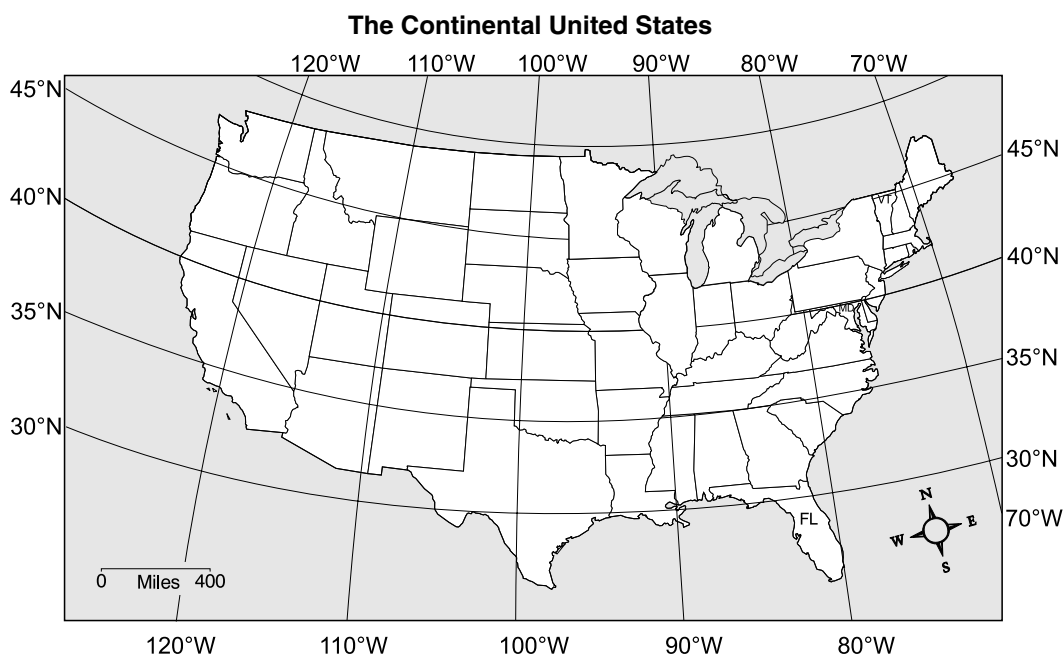 The Continental United States
120°W 110°W 100°W 90°W 80°W 70°W
45°N
45°N
40°N
40°N
35°N
35°N
30°N
30°N
70°W
VT
MD
FL
N
W E
S
0 Miles 400
120°W 110°W 100°W 90°W 80°W